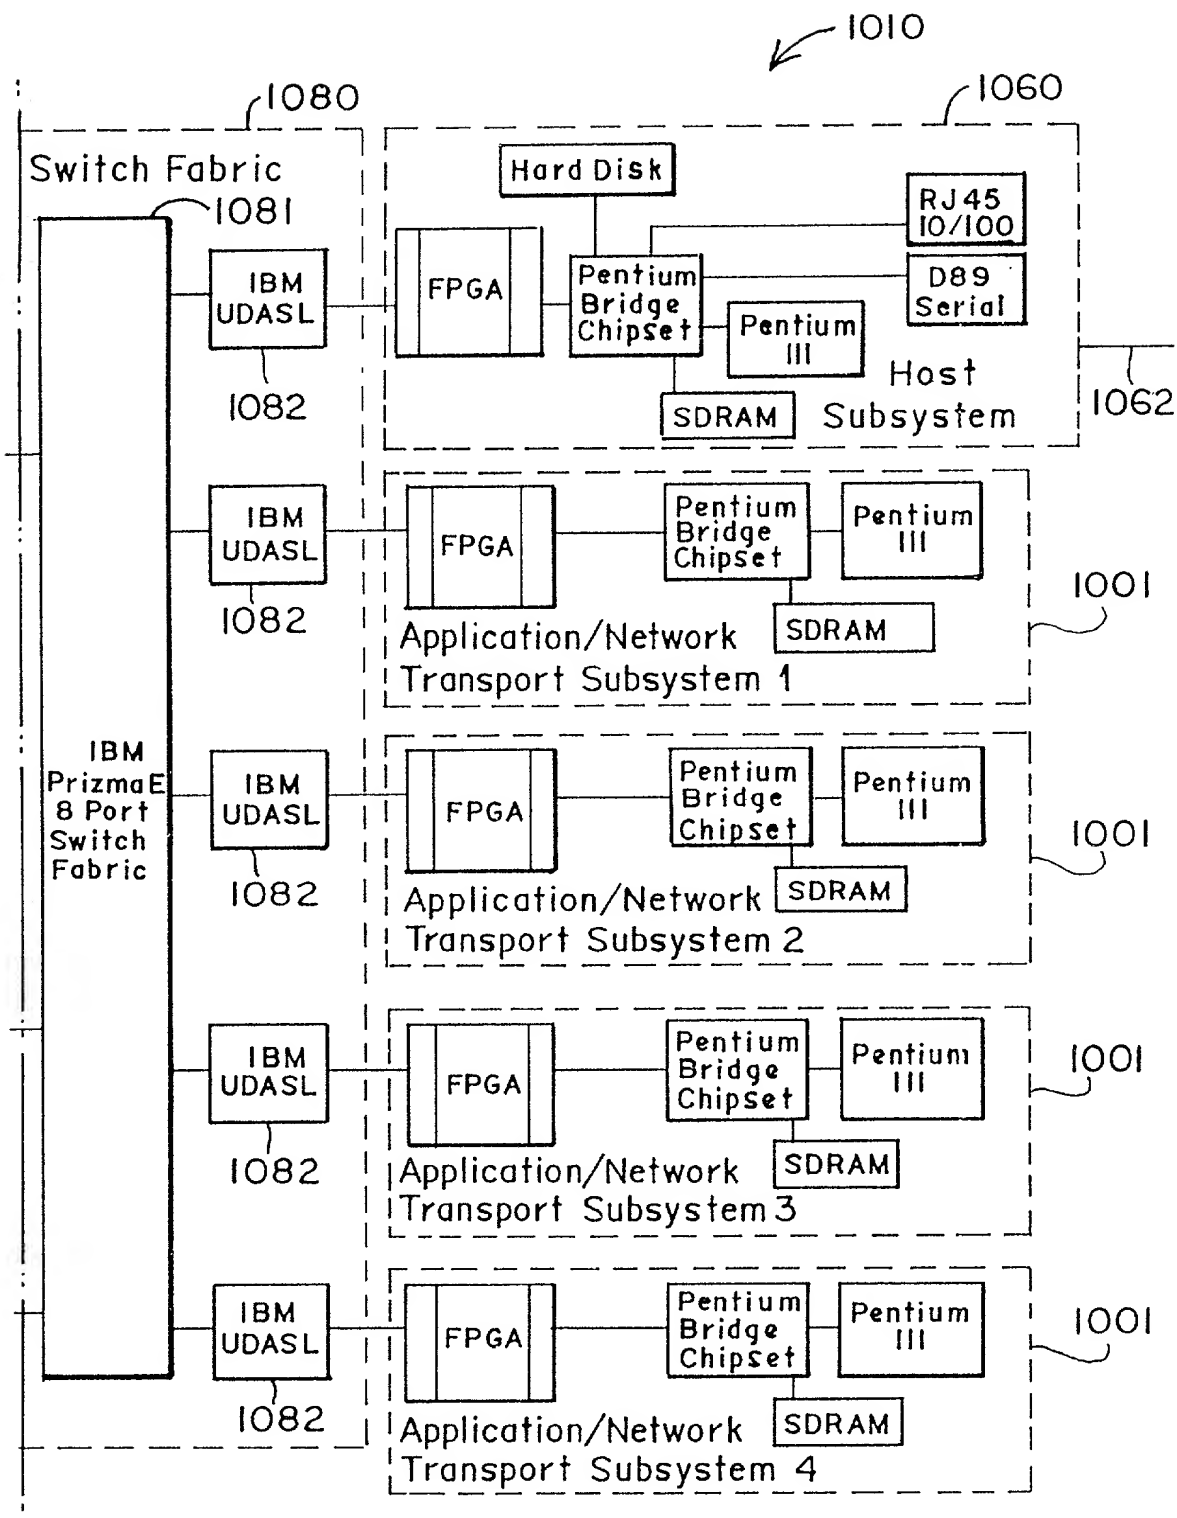 1010
1080
1060
Switch Fabric
1081
IBM
PrizmaE
8 Port
Switch
Fabric
IBM
UDASL
1082
Hard Disk
FPGA
Pentium
Bridge
Chipset
RJ45
10/100
D89
Serial
Pentium
III
SDRAM
Host
Subsystem
1062
IBM
UDASL
1082
FPGA
Pentium
Bridge
Chipset
Pentium
III
SDRAM
Application/Network
Transport Subsystem 1
1001
IBM
UDASL
1082
FPGA
Pentium
Bridge
Chipset
Pentium
III
SDRAM
Application/Network
Transport Subsystem 2
1001
IBM
UDASL
1082
FPGA
Pentium
Bridge
Chipset
Pentium
III
SDRAM
Application/Network
Transport Subsystem 3
1001
IBM
UDASL
1082
FPGA
Pentium
Bridge
Chipset
Pentium
III
SDRAM
Application/Network
Transport Subsystem 4
1001